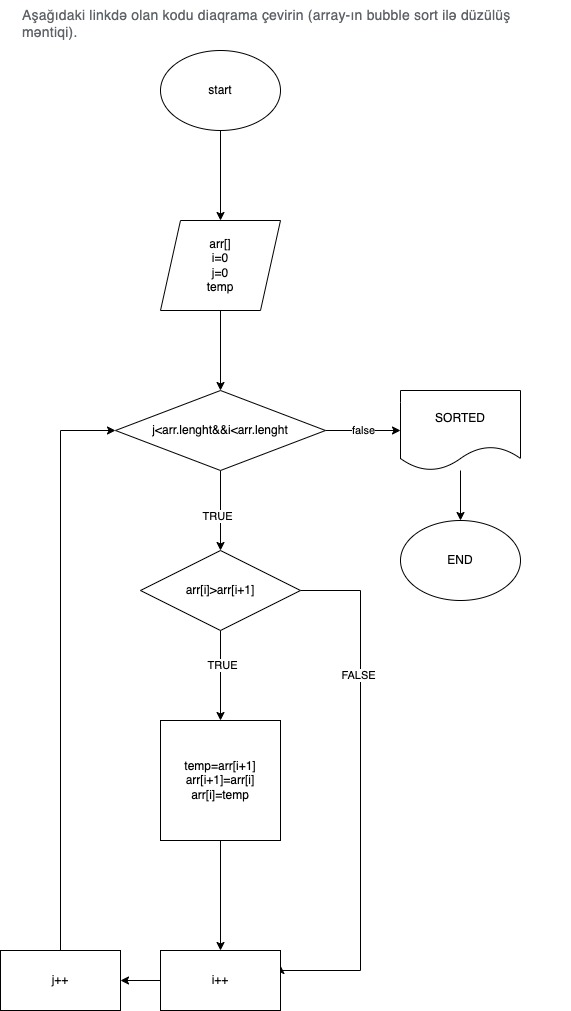 Aşağıdaki linkdə olan kodu diaqrama çevirin (array-ın bubble sort ilə düzülüş
məntiqi).
start
arr[]
i=0
j=0
temp
j<arr.lenght&&i<arr.lenght
false
SORTED
TRUE
END
arr[i]>arr[i+1]
TRUE
FALSE
temp=arr[i+1]
arr[i+1]=arr[i]
arr[i]=temp
j++
i++